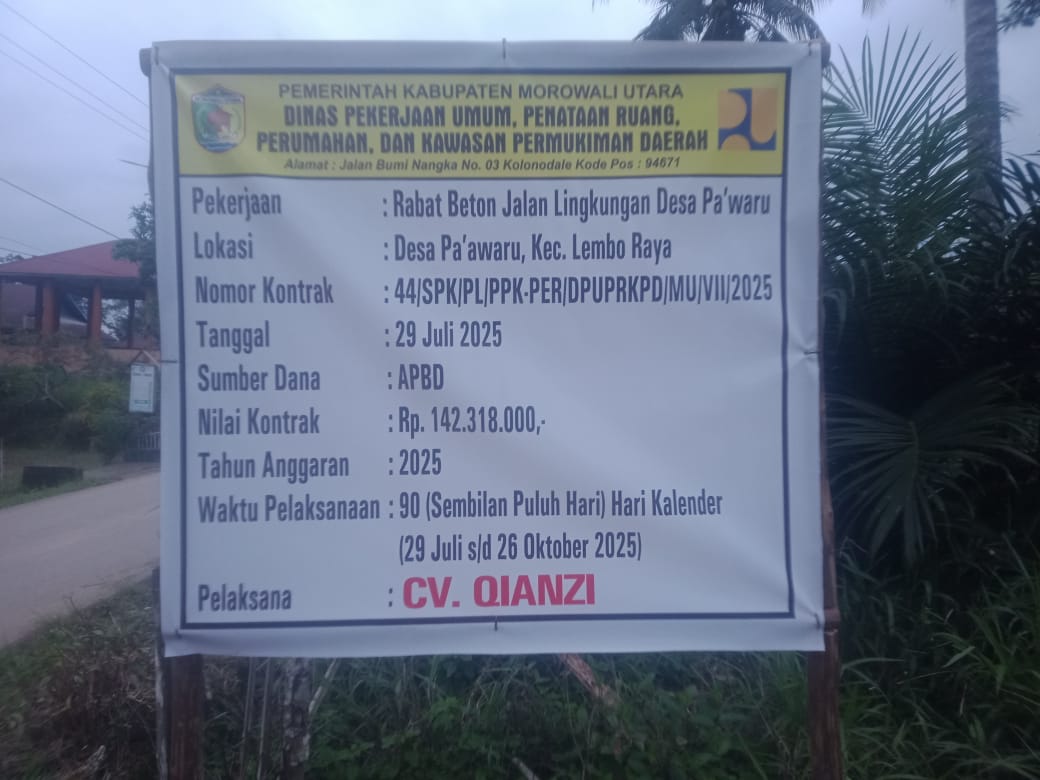 PEMERINTAH KABUPATEN MOROWALI UTARA
DINAS PEKERJAAN UMUM, PENATAAN RUANG,
PERUMAHAN, DAN KAWASAN PERMUKIMAN DAERAH
Alamat : Jalan Bumi Nangka No. 03 Kolonodale Kode Pos : 94671
Pekerjaan : Rabat Beton Jalan Lingkungan Desa Pa'waru
Lokasi : Desa Pa'awaru, Kec. Lembo Raya
Nomor Kontrak : 44/SPK/PL/PPK-PER/DPUPRKPD/MU/VII/2025
Tanggal : 29 Juli 2025
Sumber Dana : APBD
Nilai Kontrak : Rp. 142.318.000,-
Tahun Anggaran : 2025
Waktu Pelaksanaan : 90 (Sembilan Puluh Hari) Hari Kalender
(29 Juli s/d 26 Oktober 2025)
Pelaksana : CV. QIANZI